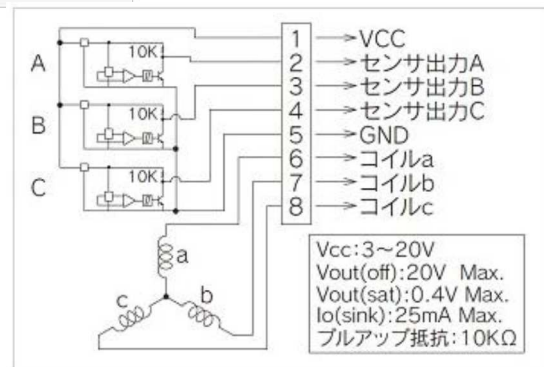 A
10K
B
10K
C
10K
1 VCC
2 センサ出力A
3 センサ出力B
4 センサ出力C
5 GND
6 コイルa
7 コイルb
8 コイルc
a
c
b
Vcc:3〜20V
Vout(off):20V Max.
Vout(sat):0.4V Max.
Io(sink):25mA Max.
プルアップ抵抗:10KΩ